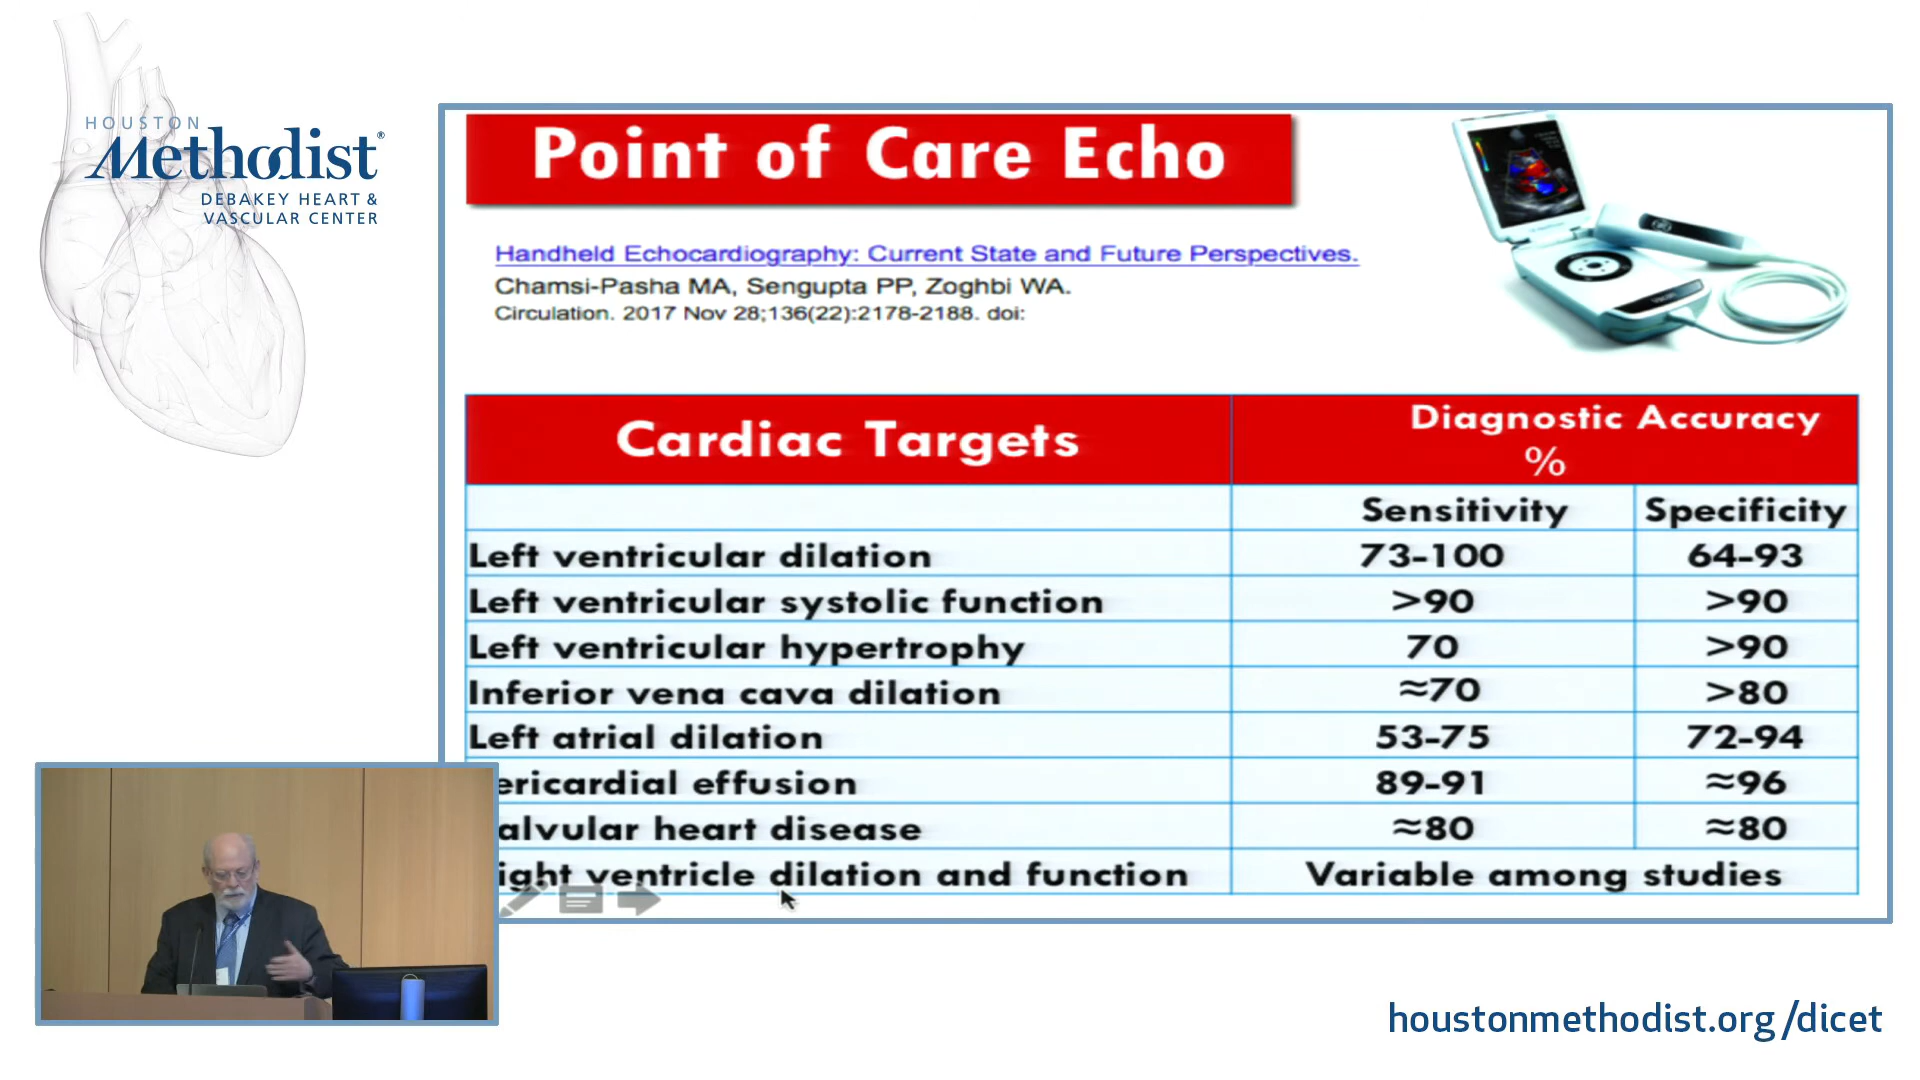 HOUSTON
Methodist®
DEBAKEY HEART &
VASCULAR CENTER
Point of Care Echo
Handheld Echocardiography: Current State and Future Perspectives.
Chamsi-Pasha MA, Sengupta PP, Zoghbi WA.
Circulation. 2017 Nov 28;136(22):2178-2188. doi:
Cardiac Targets
Diagnostic Accuracy
%
Sensitivity Specificity
Left ventricular dilation 73-100 64-93
Left ventricular systolic function >90 >90
Left ventricular hypertrophy 70 >90
Inferior vena cava dilation ≈70 >80
Left atrial dilation 53-75 72-94
ericardial effusion 89-91 ≈96
alvular heart disease ≈80 ≈80
ight ventricle dilation and function Variable among studies
houstonmethodist.org/dicet